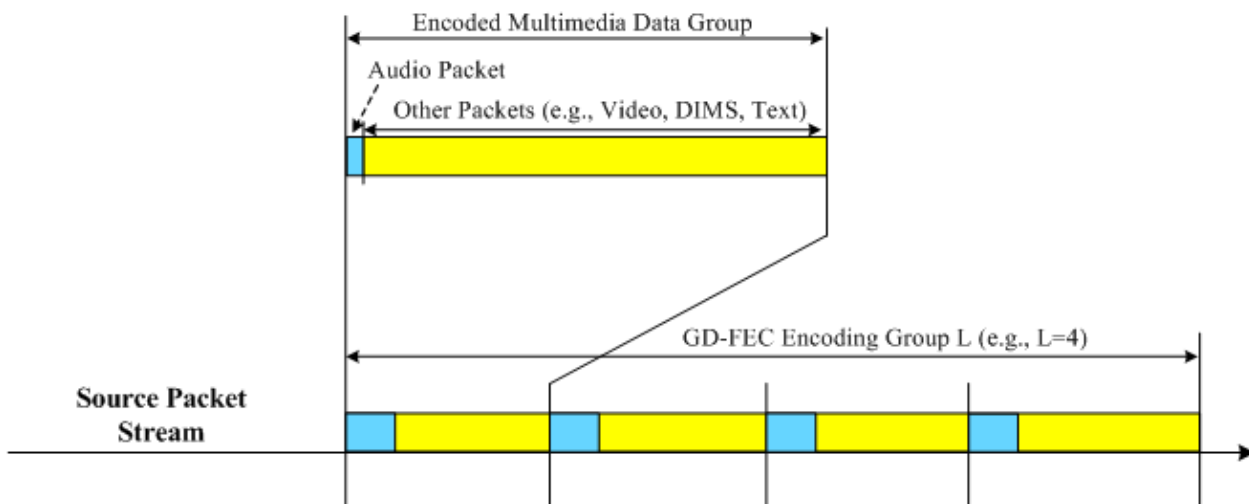 Encoded Multimedia Data Group
Audio Packet
Other Packets (e.g., Video, DIMS, Text)
GD-FEC Encoding Group L (e.g., L=4)
Source Packet
Stream